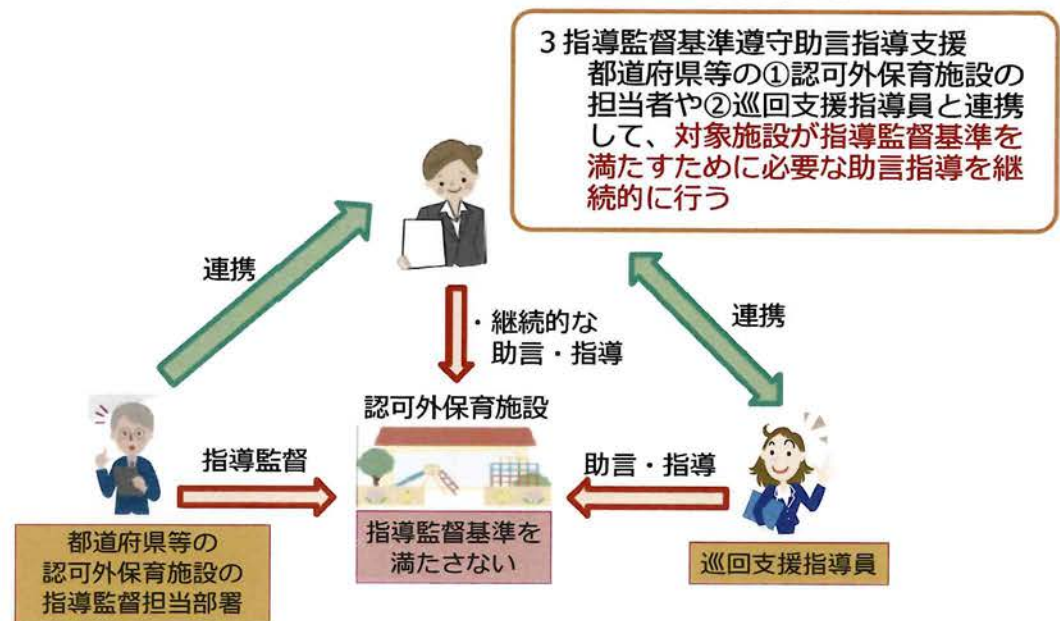 3指導監督基準遵守助言指導支援
都道府県等の①認可外保育施設の
担当者や②巡回支援指導員と連携
して、対象施設が指導監督基準を
満たすために必要な助言指導を継
続的に行う
連携
・継続的な
助言・指導
連携
認可外保育施設
指導監督
助言・指導
都道府県等の
認可外保育施設の
指導監督担当部署
指導監督基準を
満たさない
巡回支援指導員